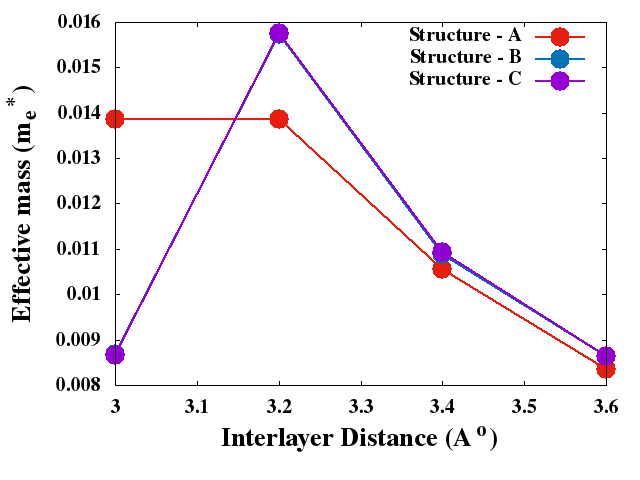 Structure - A
Structure - B
Structure - C
0.016
0.015
0.014
0.013
0.012
0.011
0.01
0.009
0.008
Effective mass (me*)
3 3.1 3.2 3.3 3.4 3.5 3.6
Interlayer Distance (A°)